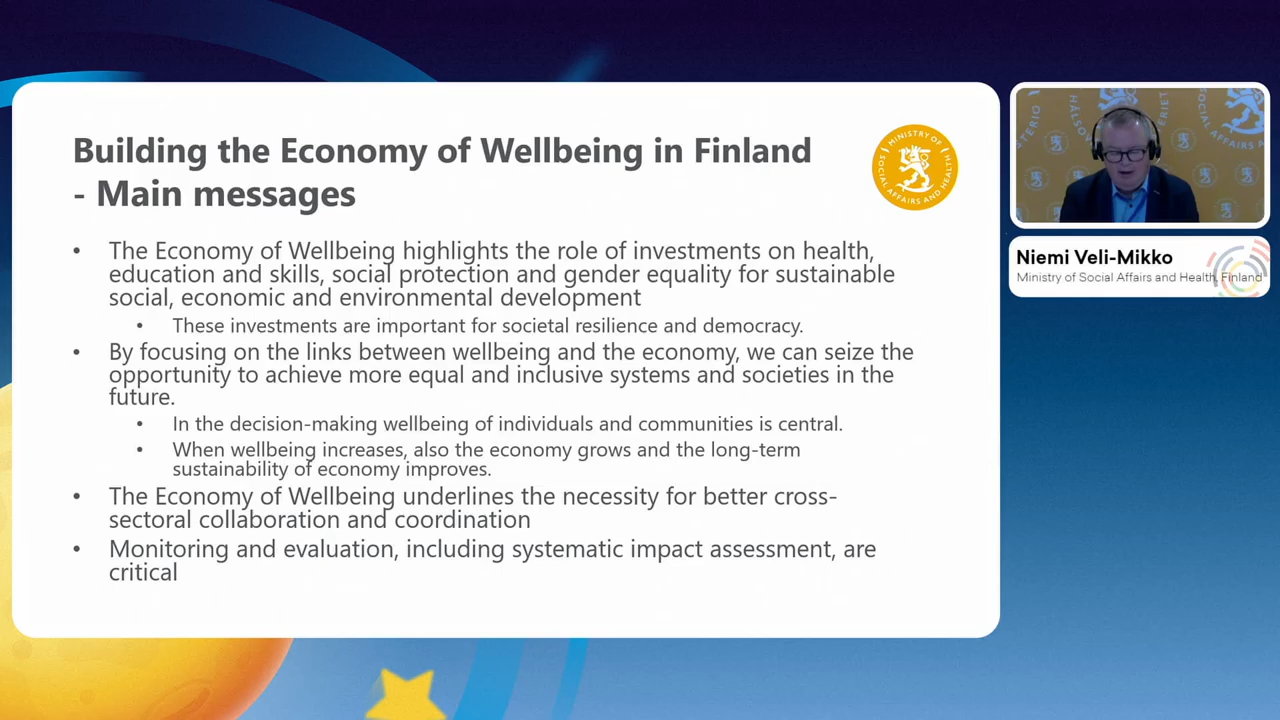 Building the Economy of Wellbeing in Finland
- Main messages
MINISTRY OF SOCIAL AFFAIRS AND HEALTH
• The Economy of Wellbeing highlights the role of investments on health,
education and skills, social protection and gender equality for sustainable
social, economic and environmental development
• These investments are important for societal resilience and democracy.
• By focusing on the links between wellbeing and the economy, we can seize the
opportunity to achieve more equal and inclusive systems and societies in the
future.
• In the decision-making wellbeing of individuals and communities is central.
• When wellbeing increases, also the economy grows and the long-term
sustainability of economy improves.
• The Economy of Wellbeing underlines the necessity for better cross-
sectoral collaboration and coordination
• Monitoring and evaluation, including systematic impact assessment, are
critical
Niemi Veli-Mikko
Ministry of Social Affairs and Health, Finland